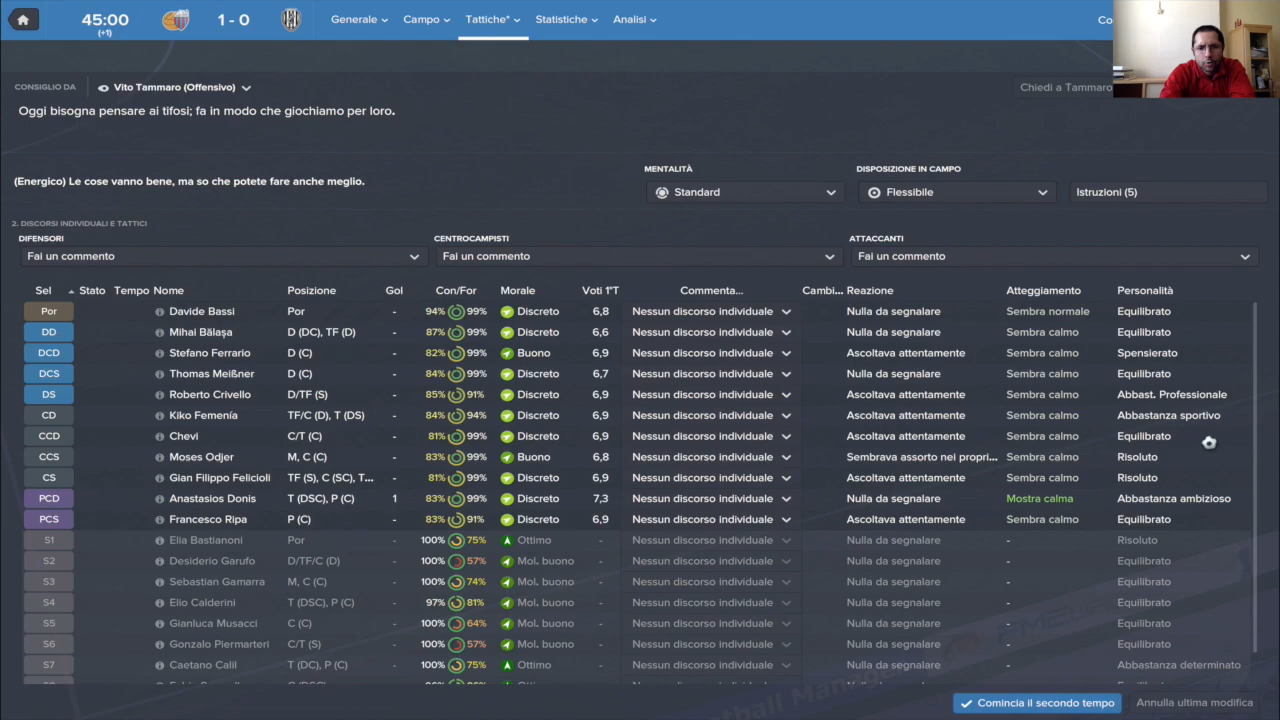 45:00 (+1) 1 - 0 Generale Campo Tattiche* Statistiche Analisi Co
CONSIGLIO DA Vito Tammaro (Offensivo) Chiedi a Tammaro
Oggi bisogna pensare ai tifosi; fa in modo che giochiamo per loro.
MENTALITÀ DISPOSIZIONE IN CAMPO
(Energico) Le cose vanno bene, ma so che potete fare anche meglio. Standard Flessibile Istruzioni (5)
2. DISCORSI INDIVIDUALI E TATTICI
DIFENSORI CENTROCAMPISTI ATTACCANTI
Fai un commento Fai un commento Fai un commento
Sel Stato Tempo Nome Posizione Gol Con/For Morale Voti 1°T Commenta... Cambi... Reazione Atteggiamento Personalità
Por Davide Bassi Por - 94% 99% Discreto 6,8 Nessun discorso individuale Nulla da segnalare Sembra normale Equilibrato
DD Mihai Bălașa D (DC), TF (D) - 87% 99% Discreto 6,6 Nessun discorso individuale Nulla da segnalare Sembra calmo Equilibrato
DCD Stefano Ferrario D (C) - 82% 99% Buono 6,9 Nessun discorso individuale Ascoltava attentamente Sembra calmo Spensierato
DCS Thomas Meißner D (C) - 84% 99% Discreto 6,7 Nessun discorso individuale Nulla da segnalare Sembra calmo Equilibrato
DS Roberto Crivello D/TF (S) - 85% 91% Discreto 6,9 Nessun discorso individuale Ascoltava attentamente Sembra calmo Abbast. Professionale
CD Kiko Femenía TF/C (D), T (DS) - 84% 94% Discreto 6,9 Nessun discorso individuale Ascoltava attentamente Sembra calmo Abbastanza sportivo
CCD Chevi C/T (C) - 81% 99% Discreto 6,9 Nessun discorso individuale Ascoltava attentamente Sembra calmo Equilibrato
CCS Moses Odjer M, C (C) - 83% 99% Buono 6,8 Nessun discorso individuale Sembrava assorto nei propri... Sembra calmo Risoluto
CS Gian Filippo Felicioli TF (S), C (SC), T... - 81% 99% Discreto 6,9 Nessun discorso individuale Ascoltava attentamente Sembra calmo Risoluto
PCD Anastasios Donis T (DSC), P (C) 1 83% 99% Discreto 7,3 Nessun discorso individuale Nulla da segnalare Mostra calma Abbastanza ambizioso
PCS Francesco Ripa P (C) - 83% 91% Discreto 6,9 Nessun discorso individuale Ascoltava attentamente Sembra calmo Equilibrato
S1 Elia Bastianoni Por - 100% 75% Ottimo - Nessun discorso individuale Nulla da segnalare - Risoluto
S2 Desiderio Garufo D/TF/C (D) - 100% 57% Mol. buono - Nessun discorso individuale Nulla da segnalare - Equilibrato
S3 Sebastian Gamarra M, C (C) - 100% 74% Mol. buono - Nessun discorso individuale Nulla da segnalare - Equilibrato
S4 Elio Calderini T (DSC), P (C) - 97% 81% Mol. buono - Nessun discorso individuale Nulla da segnalare - Equilibrato
S5 Gianluca Musacci C (C) - 100% 64% Mol. buono - Nessun discorso individuale Nulla da segnalare - Equilibrato
S6 Gonzalo Piermarteri C/T (S) - 100% 57% Mol. buono - Nessun discorso individuale Nulla da segnalare - Equilibrato
S7 Caetano Calil T (DC), P (C) - 100% 75% Ottimo - Nessun discorso individuale Nulla da segnalare - Abbastanza determinato
Comincia il secondo tempo Annulla ultima modifica